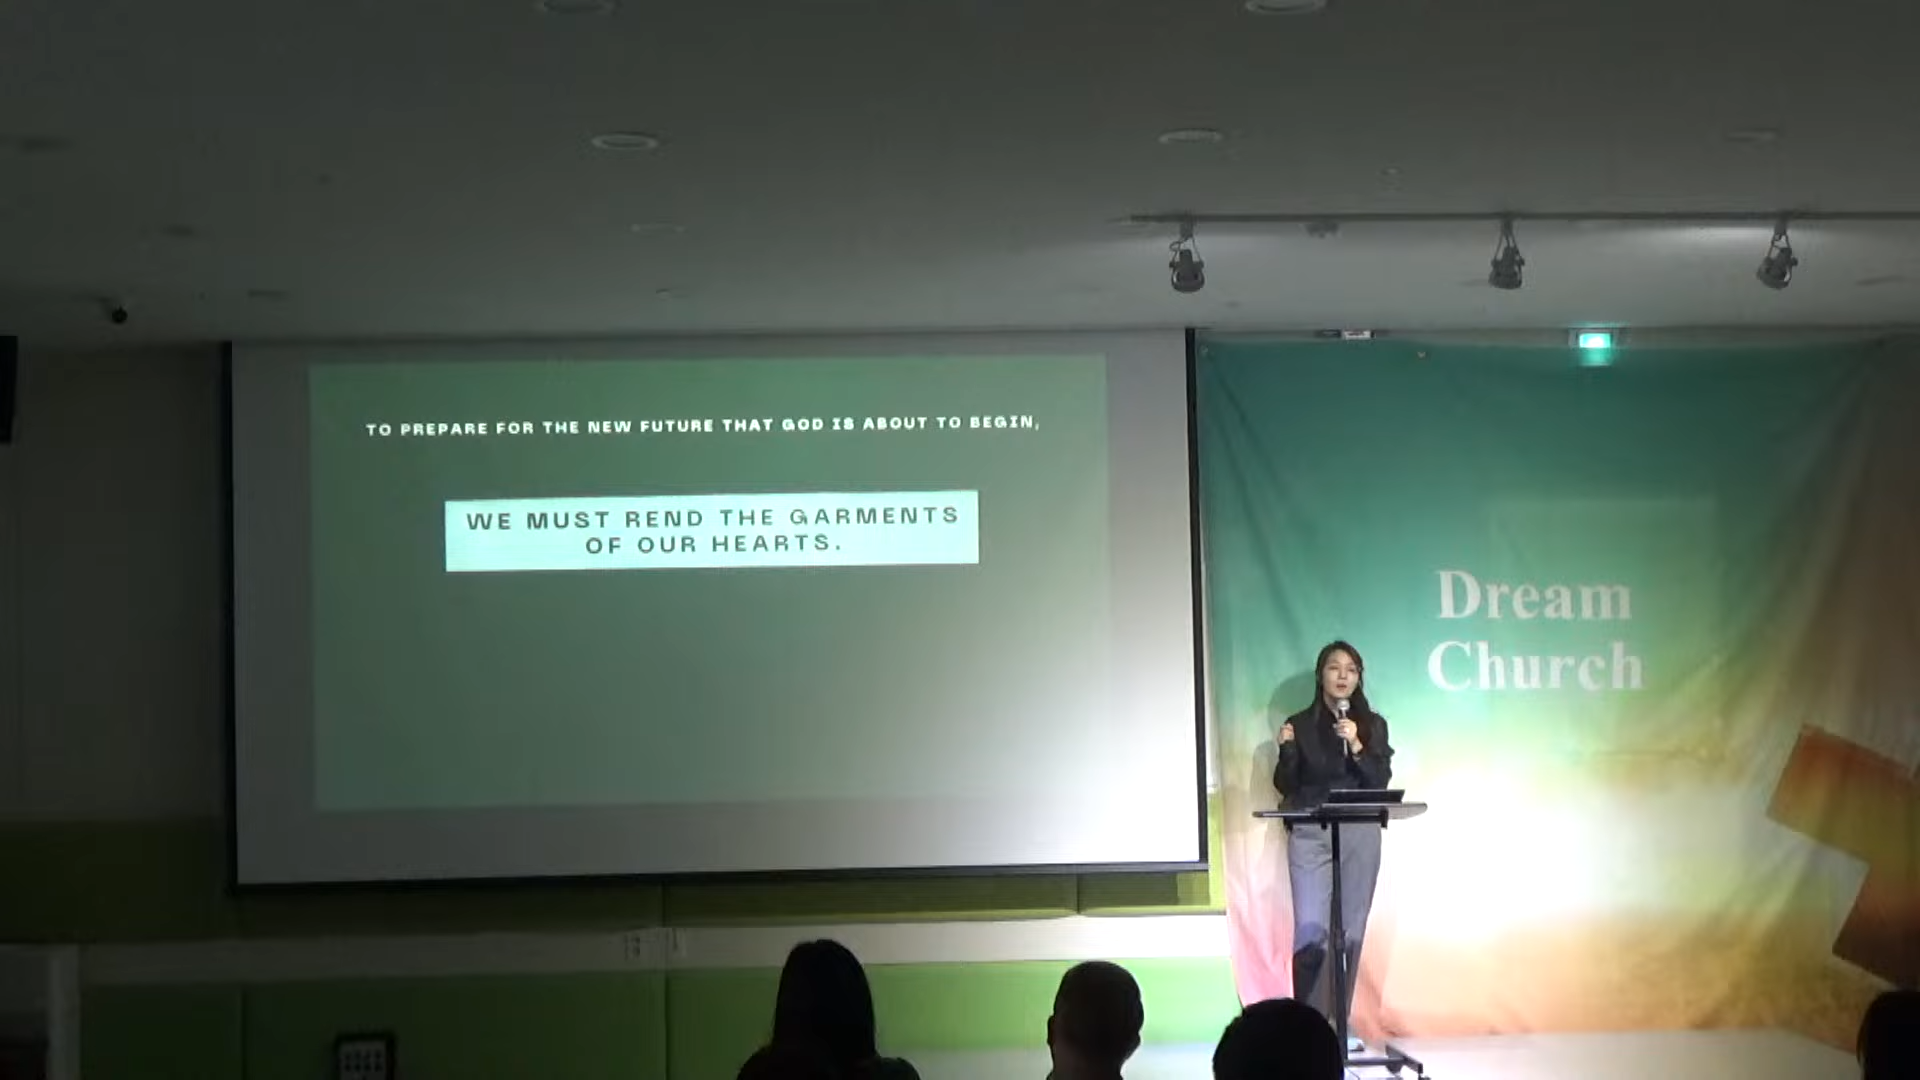 TO PREPARE FOR THE NEW FUTURE THAT GOD IS ABOUT TO BEGIN,
WE MUST REND THE GARMENTS
OF OUR HEARTS.
Dream
Church